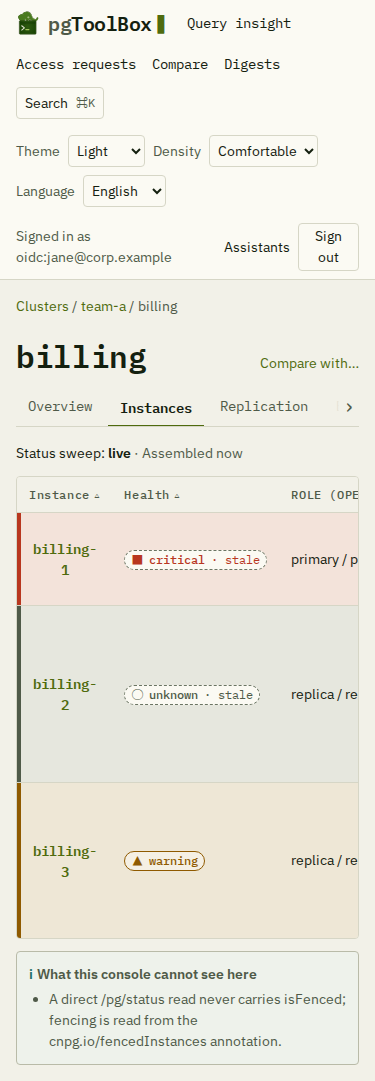 pgToolBox Query insight
Access requests Compare Digests
Search ⌘K
Theme Light Density Comfortable
Language English
Signed in as
oidc:jane@corp.example
Assistants
Sign
out
Clusters / team-a / billing
billing
Compare with...
Overview Instances Replication
Status sweep: live · Assembled now
Instance Health ROLE (OPE
billing-
1
critical · stale
primary / p
billing-
2
unknown · stale
replica / re
billing-
3
warning
replica / re
i What this console cannot see here
• A direct /pg/status read never carries isFenced;
fencing is read from the
cnpg.io/fencedInstances annotation.